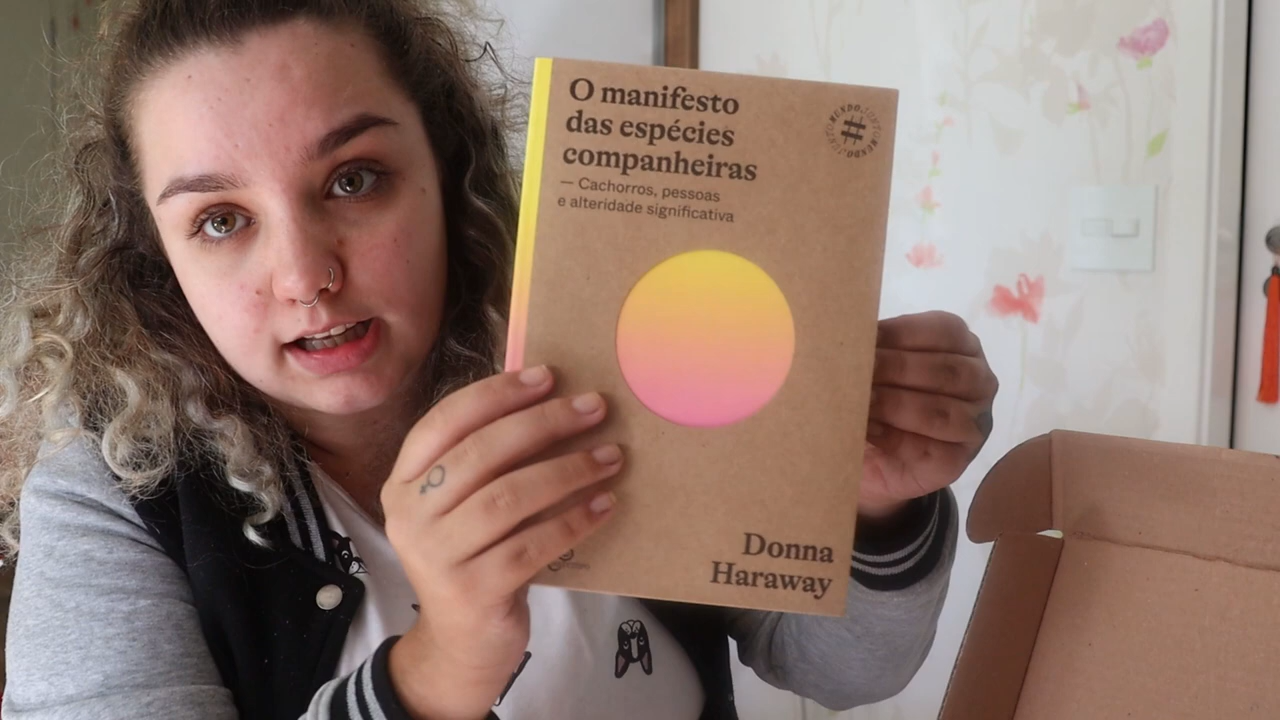 O manifesto
das espécies
companheiras
— Cachorros, pessoas
e alteridade significativa
#
Donna
Haraway